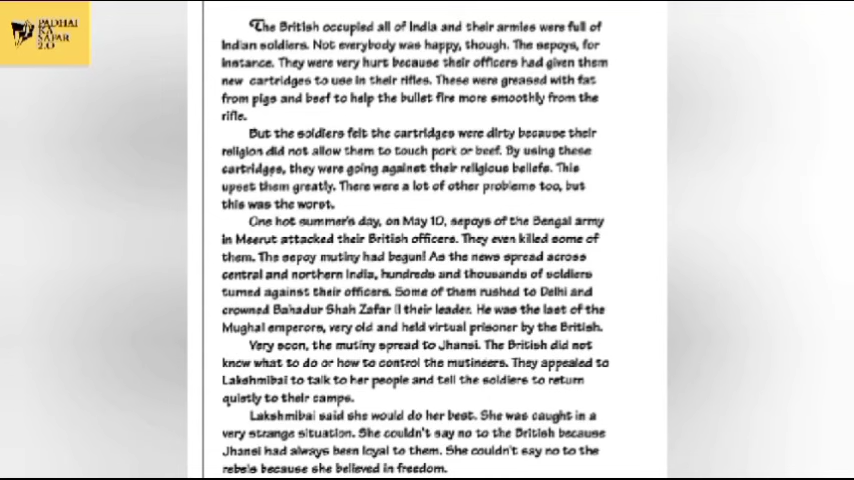 PADHAI
KA
SAFAR
2.0
The British occupied all of India and their armies were full of
Indian soldiers. Not everybody was happy, though. The sepoys, for
instance. They were very hurt because their officers had given them
new cartridges to use in their rifles. These were greased with fat
from pigs and beef to help the bullet fire more smoothly from the
rifle.
But the soldiers felt the cartridges were dirty because their
religion did not allow them to touch pork or beef. By using these
cartridges, they were going against their religious beliefs. This
upset them greatly. There were a lot of other problems too, but
this was the worst.
One hot summer's day, on May 10, sepoys of the Bengal army
in Meerut attacked their British officers. They even killed some of
them. The sepoy mutiny had begun! As the news spread across
central and northern India, hundreds and thousands of soldiers
turned against their officers. Some of them rushed to Delhi and
crowned Bahadur Shah Zafar II their leader. He was the last of the
Mughal emperors, very old and held virtual prisoner by the British.
Very soon, the mutiny spread to Jhansi. The British did not
know what to do or how to control the mutineers. They appealed to
Lakshmibai to talk to her people and tell the soldiers to return
quietly to their camps.
Lakshmibai said she would do her best. She was caught in a
very strange situation. She couldn't say no to the British because
Jhansi had always been loyal to them. She couldn't say no to the
rebels because she believed in freedom.